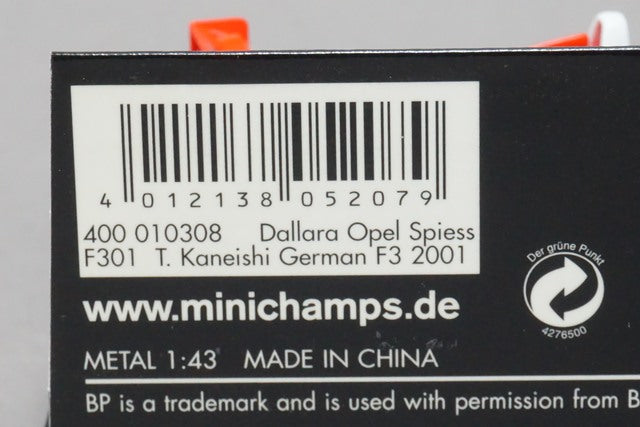 4 012138 052079
400 010308 Dallara Opel Spiess
F301 T. Kaneishi German F3 2001
www.minichamps.de
Der grüne Punkt
4276500
METAL 1:43 MADE IN CHINA
BP is a trademark and is used with permission from B